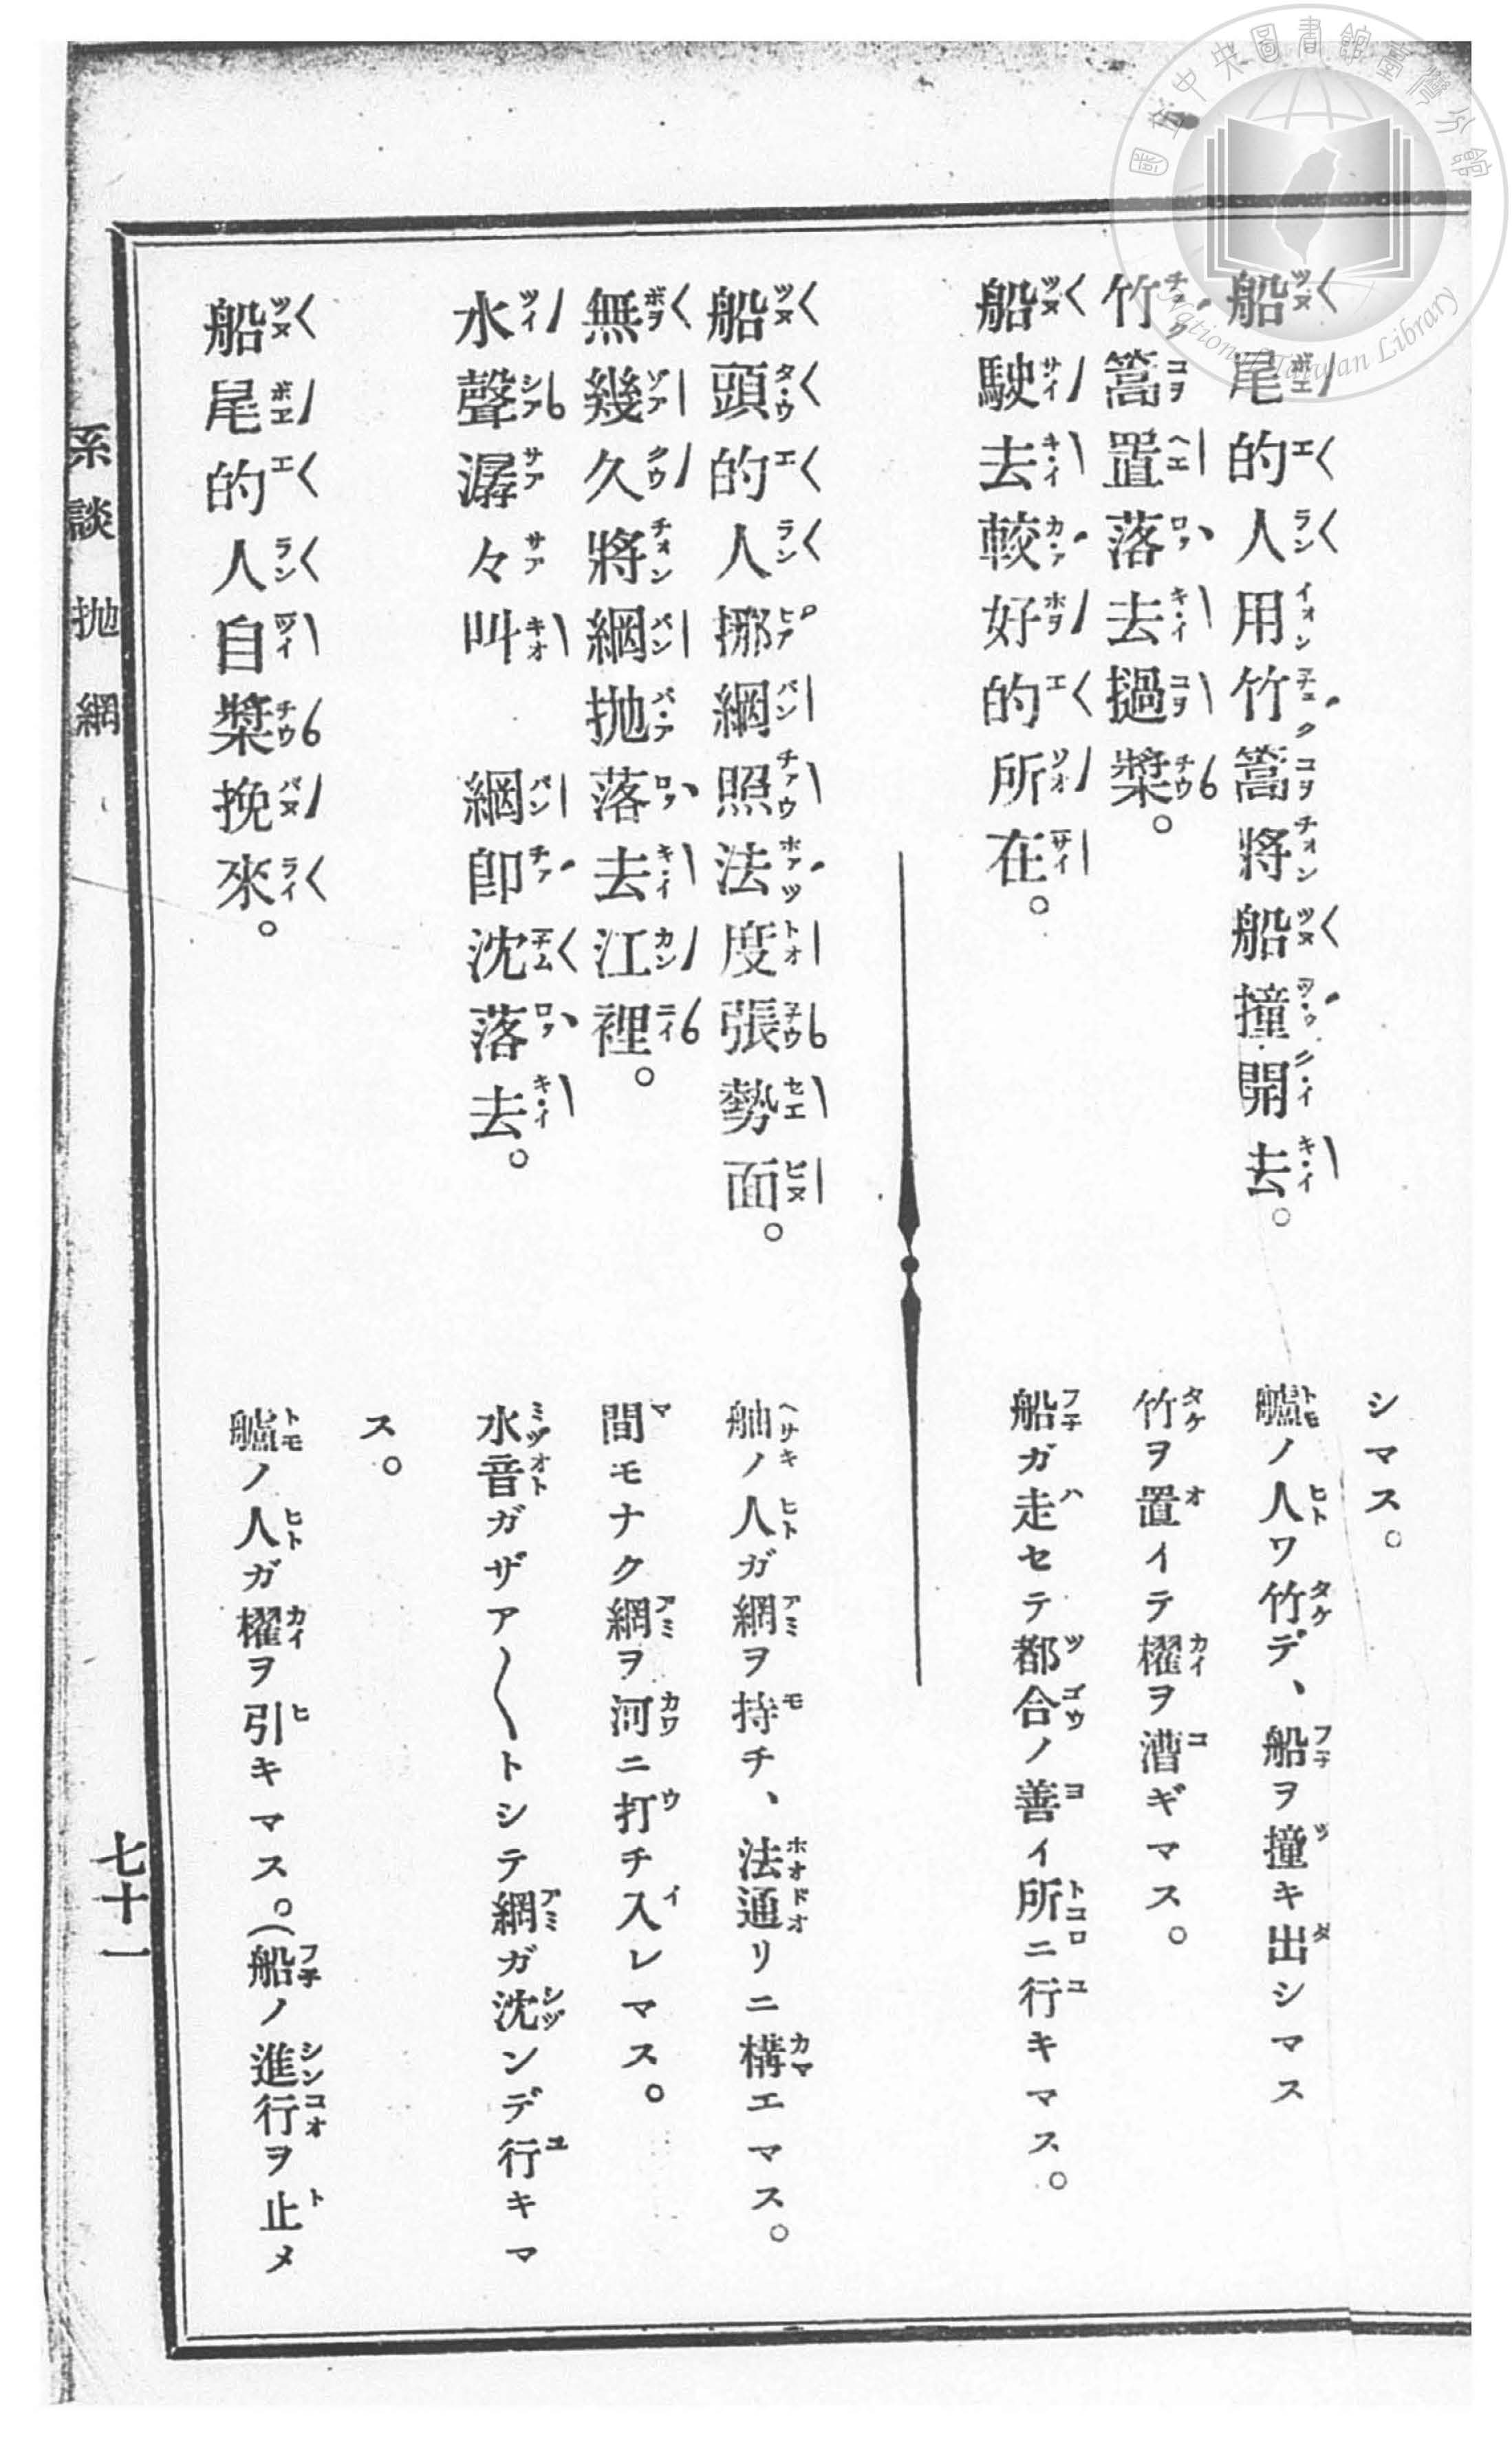 船尾的人用竹篙將船撞開去。
竹篙置落去撾槳。
船駛去較好的所在。
船頭的人挪網照法度張勢面。
無幾久將網拋落去江裡。
水聲潺々叫 網即沈落去。
船尾的人自槳挽來。
シマス。
艫ノ人ワ竹デ、船ヲ撞キ出シマス
竹ヲ置イテ櫂ヲ漕ギマス。
船ガ走セテ都合ノ善イ所ニ行キマス。
舳ノ人ガ網ヲ持チ、法通リニ構エマス。
間モナク網ヲ河ニ打チ入レマス。
水音ガザア〱トシテ網ガ沈ンデ行キマ
ス。
艫ノ人ガ櫂ヲ引キマス。(船ノ進行ヲ止メ
系談 拋網
七十一
國立中央圖書館臺灣分館
National Taiwan Library